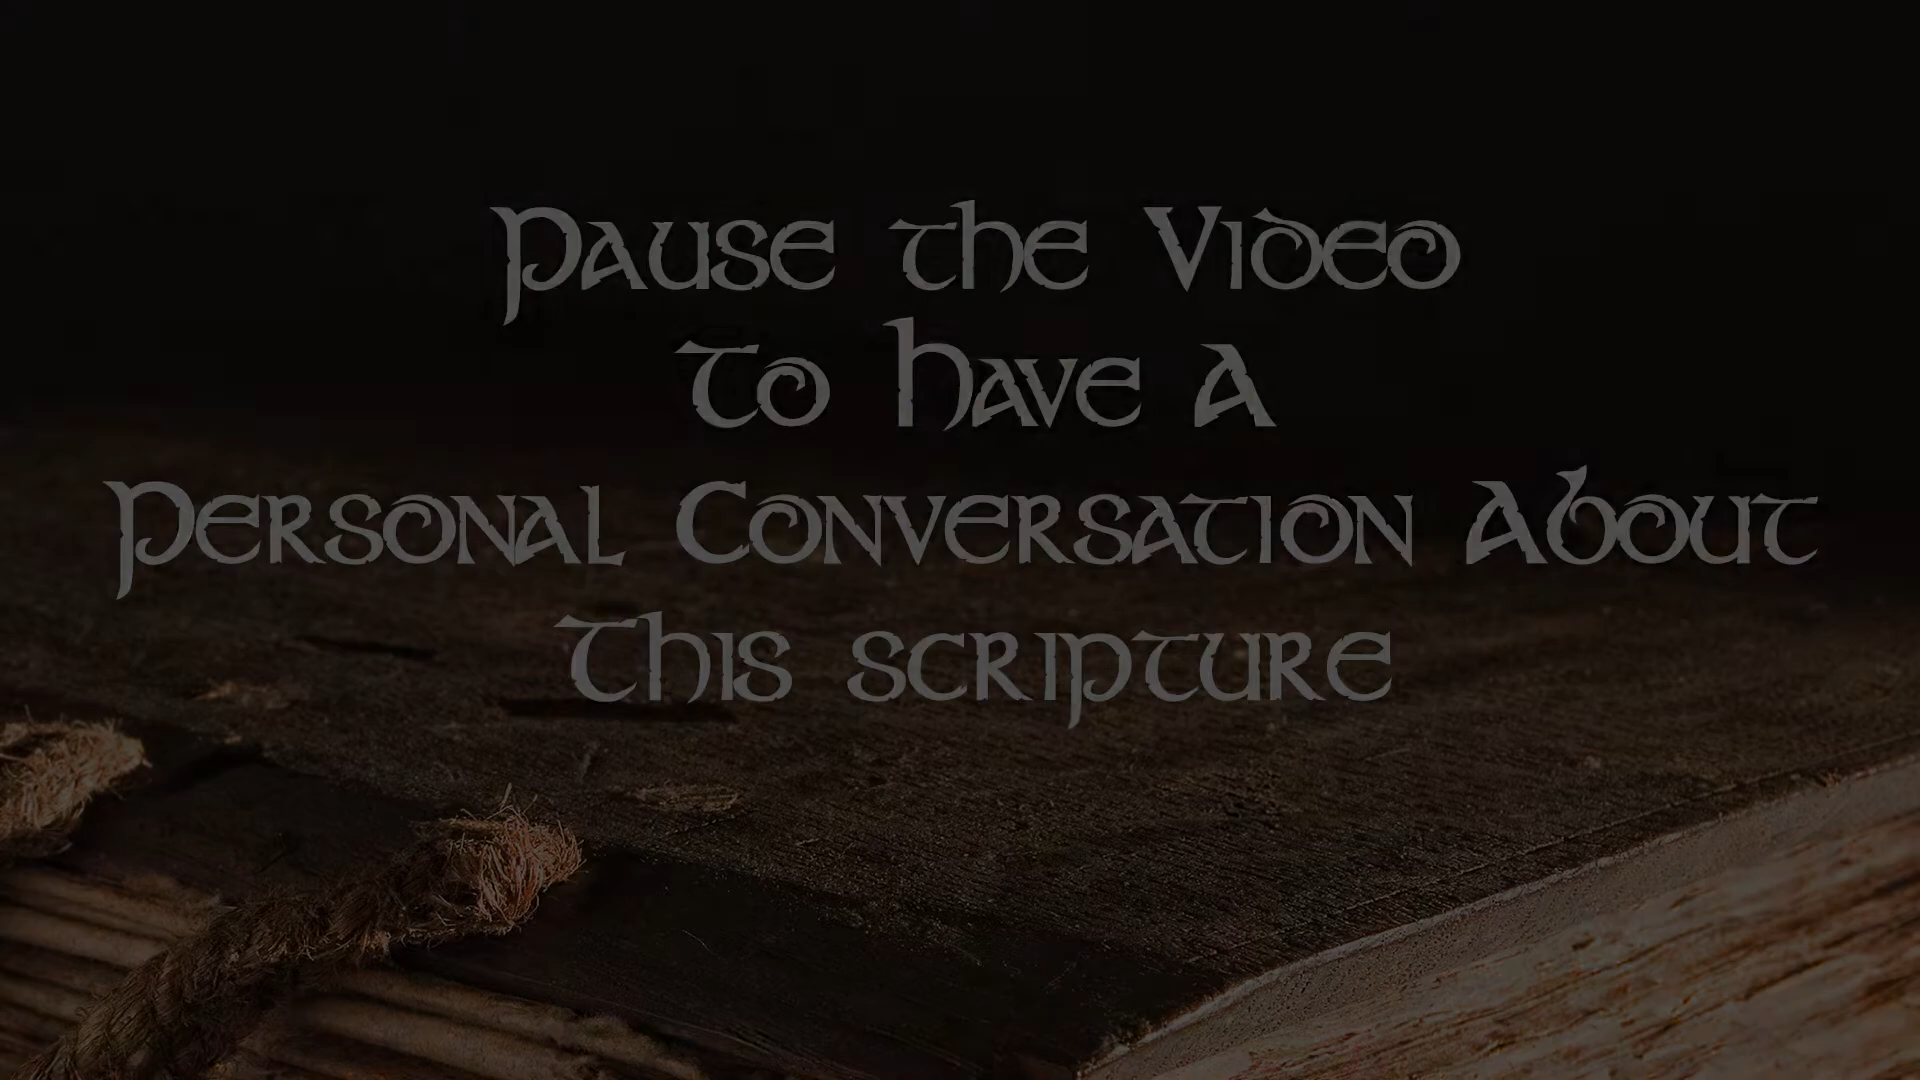 Pause the Video
To Have A
Personal Conversation About
This scripture